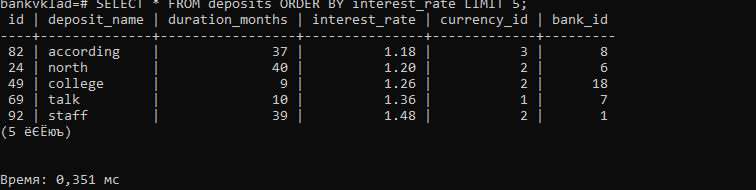 bankvklad=# SELECT * FROM deposits ORDER BY interest_rate LIMIT 5;
 id | deposit_name | duration_months | interest_rate | currency_id | bank_id
----+--------------+-----------------+---------------+-------------+---------
 82 | according    |              37 |          1.18 |           3 |       8
 24 | north        |              40 |          1.20 |           2 |       6
 49 | college      |               9 |          1.26 |           2 |      18
 69 | talk         |              10 |          1.36 |           1 |       7
 92 | staff        |              39 |          1.48 |           2 |       1
(5 ёЄЁюъ)
Время: 0,351 мс